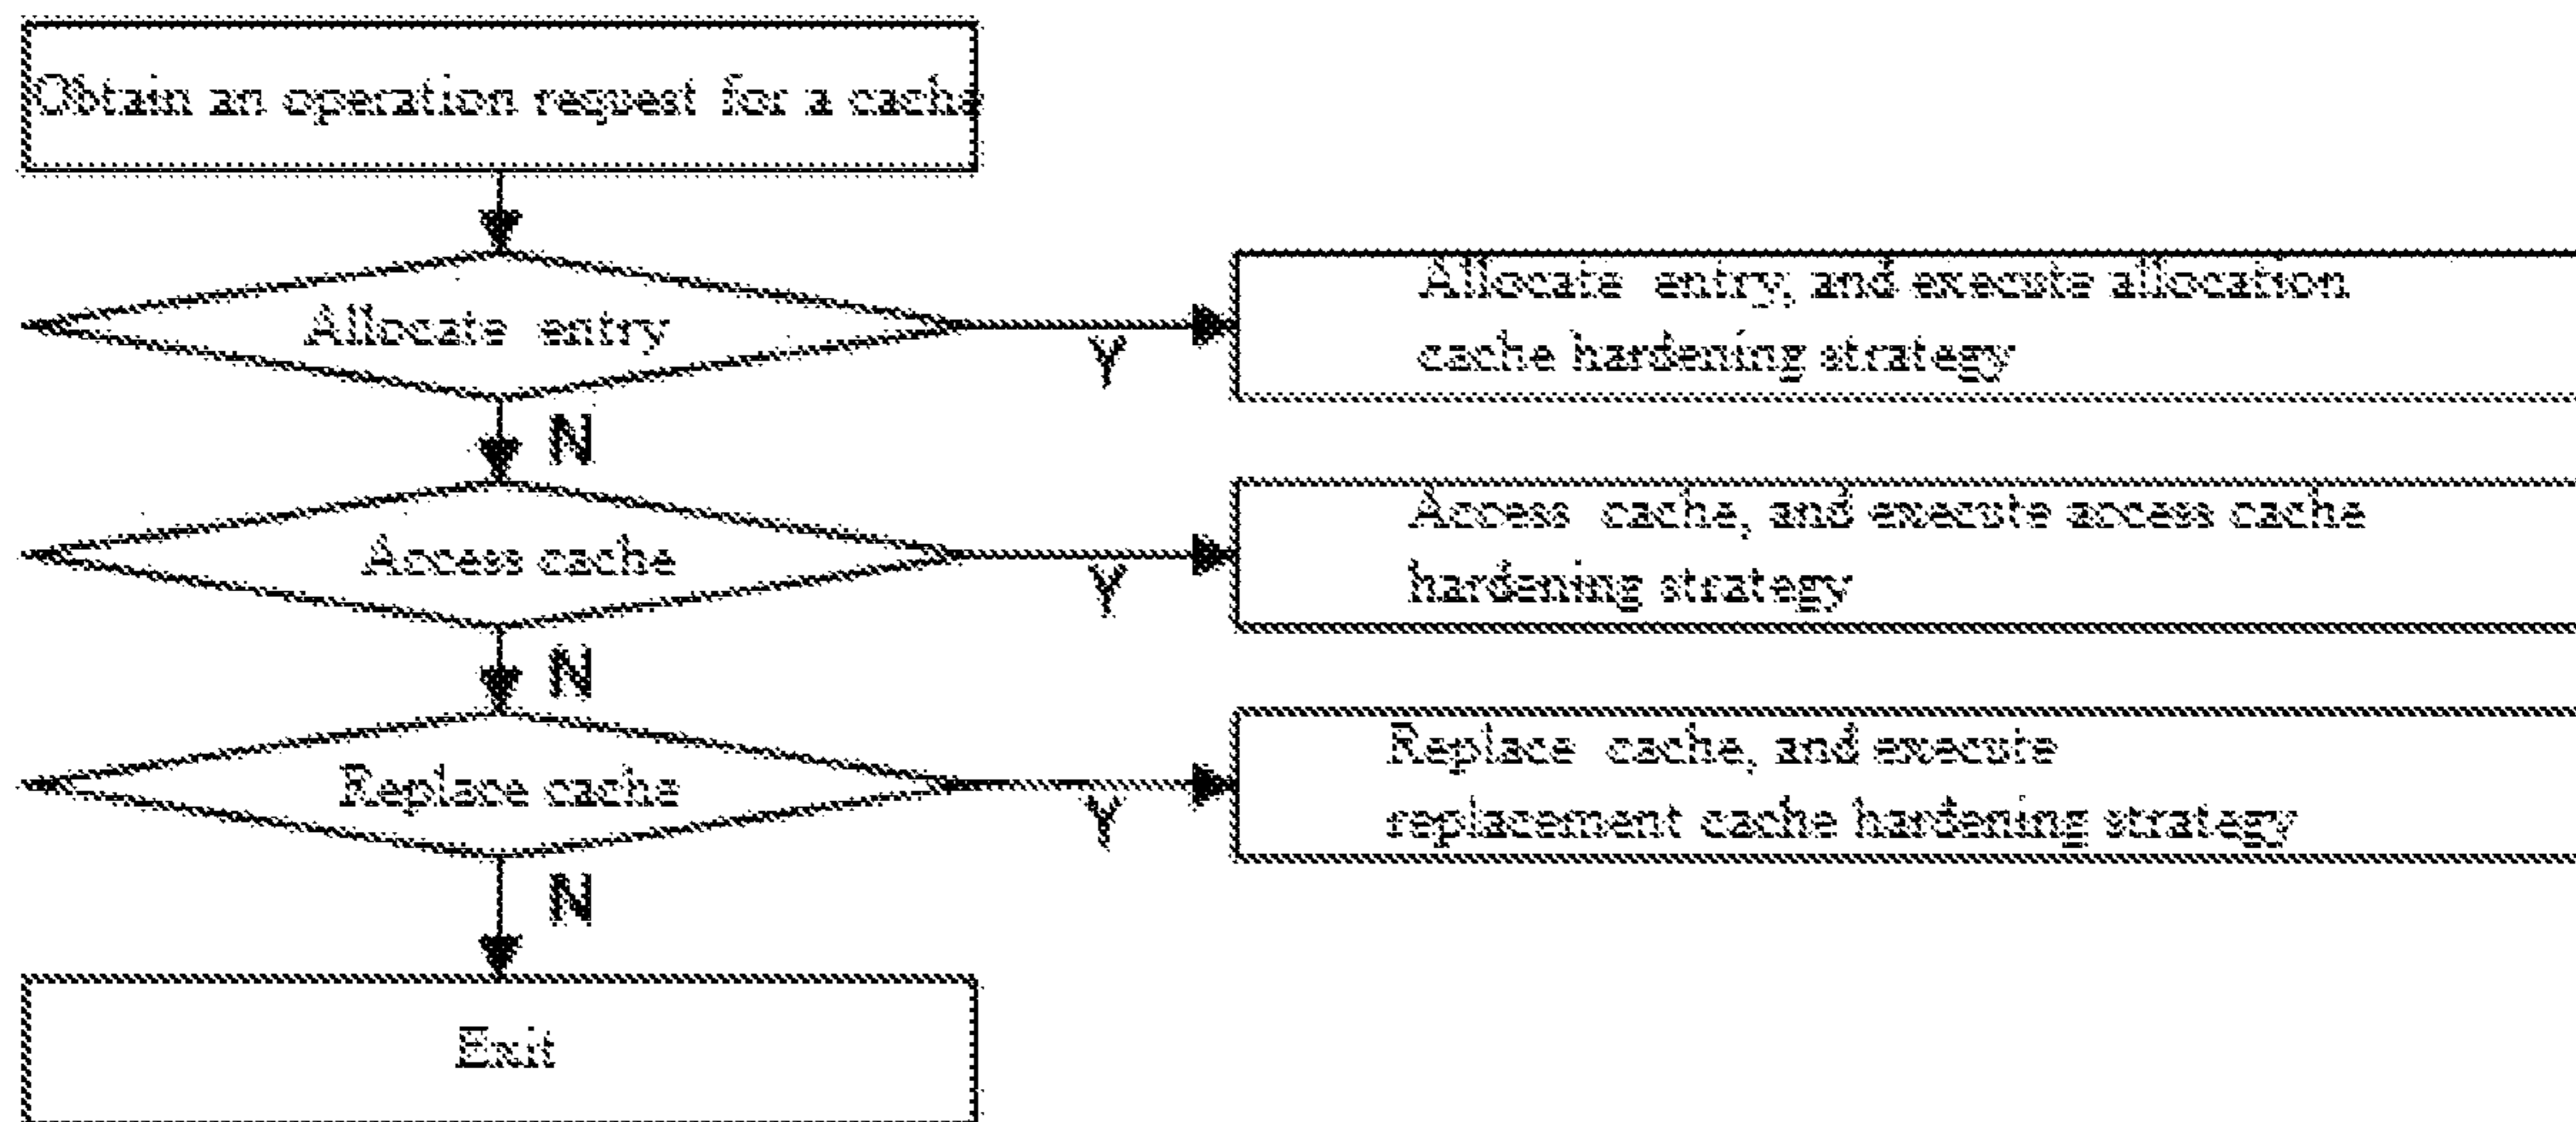 Obtain an operation request for a cache
Allocate entry
Y
Allocate entry, and execute allocation
cache hardening strategy
N
Access cache
Y
Access cache, and execute access cache
hardening strategy
N
Replace cache
Y
Replace cache, and execute
replacement cache hardening strategy
N
Exit